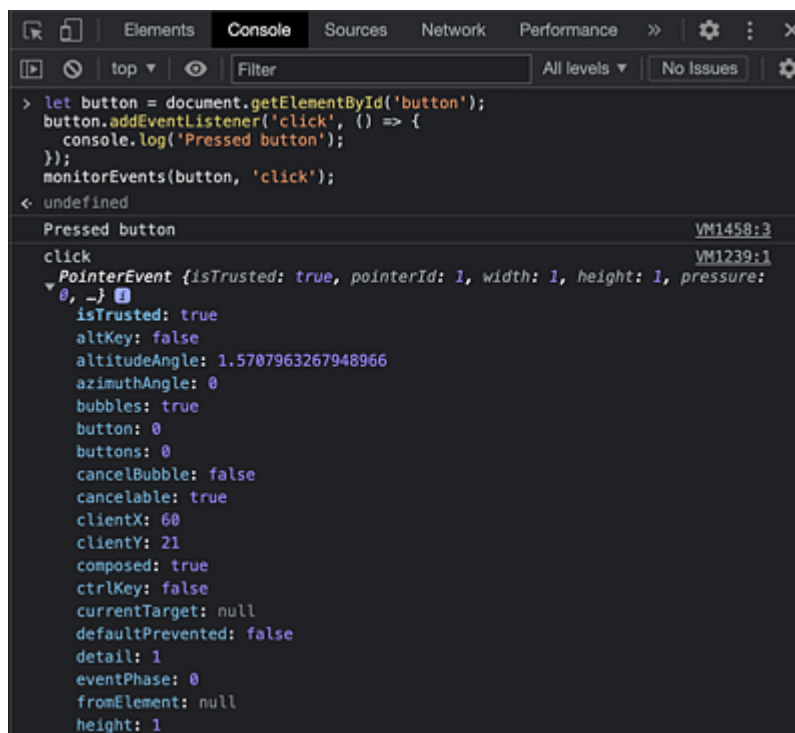 Elements Console Sources Network Performance »
top ▼ Filter All levels ▼ No Issues
> let button = document.getElementById('button');
button.addEventListener('click', () => {
console.log('Pressed button');
});
monitorEvents(button, 'click');
undefined
Pressed button VM1458:3
click VM1239:1
PointerEvent {isTrusted: true, pointerId: 1, width: 1, height: 1, pressure:
0, …} i
isTrusted: true
altKey: false
altitudeAngle: 1.5707963267948966
azimuthAngle: 0
bubbles: true
button: 0
buttons: 0
cancelBubble: false
cancelable: true
clientX: 60
clientY: 21
composed: true
ctrlKey: false
currentTarget: null
defaultPrevented: false
detail: 1
eventPhase: 0
fromElement: null
height: 1